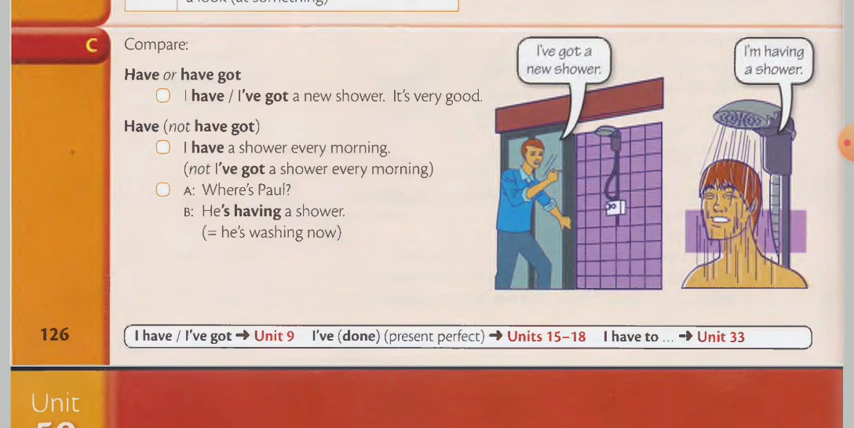 a look (at something)
C
Compare:
Have or have got
I have / I've got a new shower. It's very good.
Have (not have got)
I have a shower every morning.
(not I've got a shower every morning)
A: Where's Paul?
B: He's having a shower.
(= he's washing now)
I've got a
new shower.
I'm having
a shower.
126
I have / I've got → Unit 9 I've (done) (present perfect) → Units 15–18 I have to ... → Unit 33
Unit